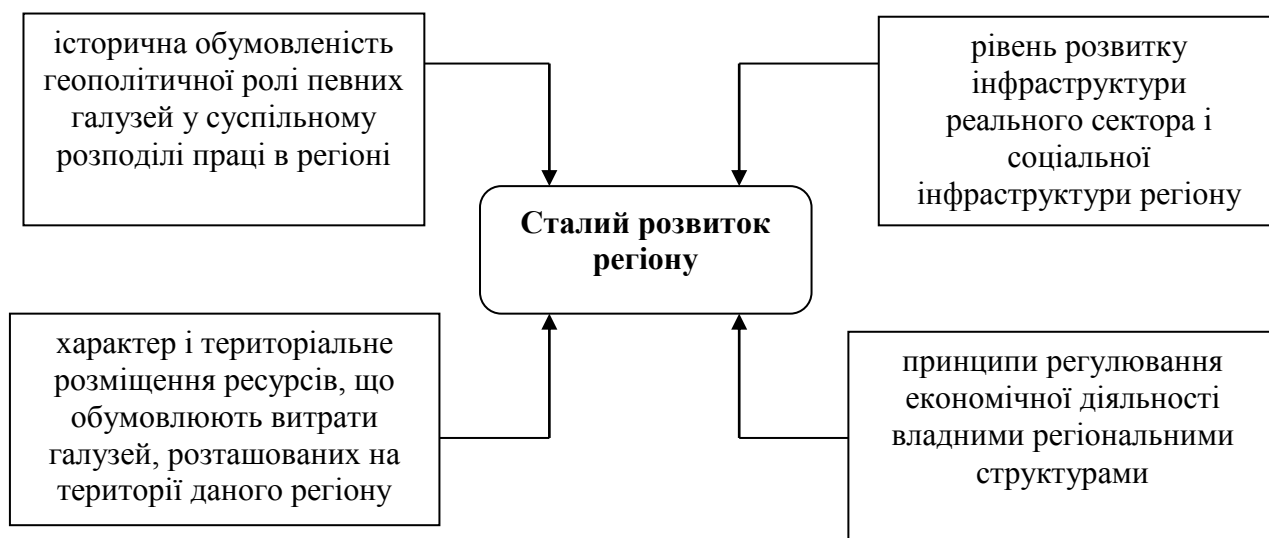 історична обумовленість
геополітичної ролі певних
галузей у суспільному
розподілі праці в регіоні
рівень розвитку
інфраструктури
реального сектора і
соціальної
інфраструктури регіону
Сталий розвиток
регіону
характер і територіальне
розміщення ресурсів, що
обумовлюють витрати
галузей, розташованих на
території даного регіону
принципи регулювання
економічної діяльності
владними регіональними
структурами